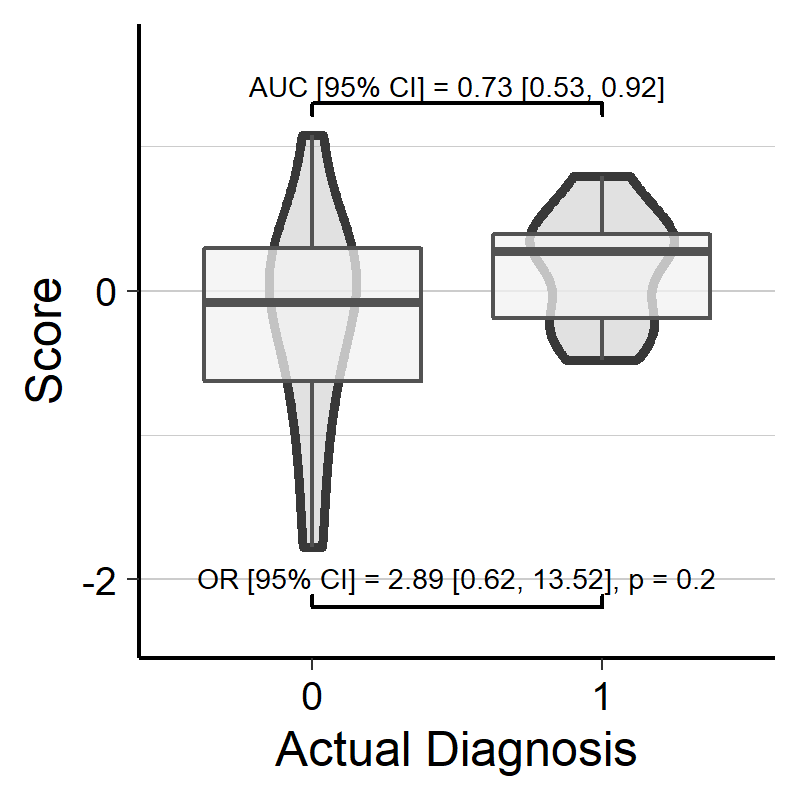 AUC [95% CI] = 0.73 [0.53, 0.92]
Score
0
-2
OR [95% CI] = 2.89 [0.62, 13.52], p = 0.2
0
1
Actual Diagnosis